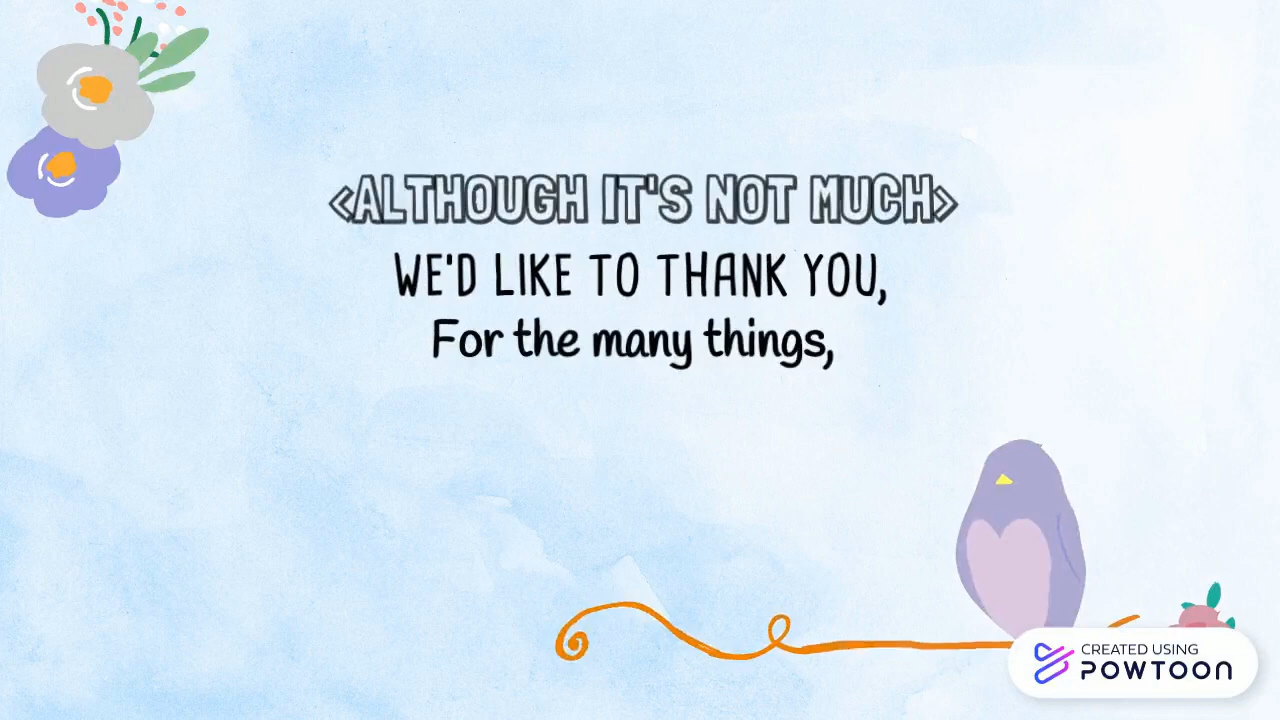 <ALTHOUGH IT'S NOT MUCH>
WE'D LIKE TO THANK YOU,
For the many things,
CREATED USING
POWTOON